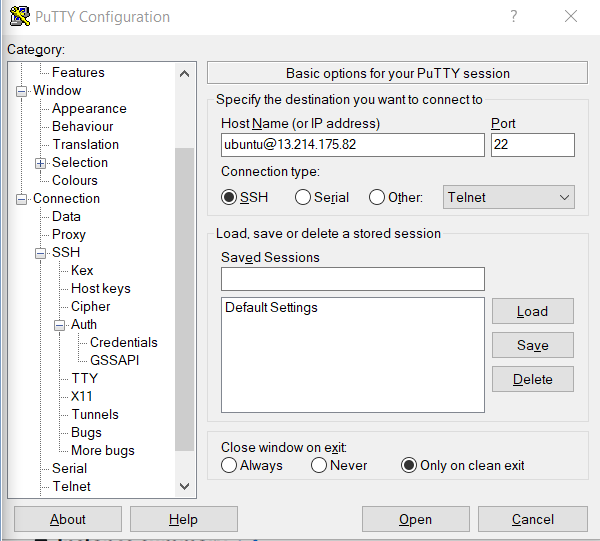 PuTTY Configuration
Category:
Features
Window
Appearance
Behaviour
Translation
Selection
Colours
Connection
Data
Proxy
SSH
Kex
Host keys
Cipher
Auth
Credentials
GSSAPI
TTY
X11
Tunnels
Bugs
More bugs
Serial
Telnet
Basic options for your PuTTY session
Specify the destination you want to connect to
Host Name (or IP address) Port
ubuntu@13.214.175.82 22
Connection type:
SSH Serial Other: Telnet
Load, save or delete a stored session
Saved Sessions
Default Settings
Load
Save
Delete
Close window on exit:
Always Never Only on clean exit
About Help Open Cancel